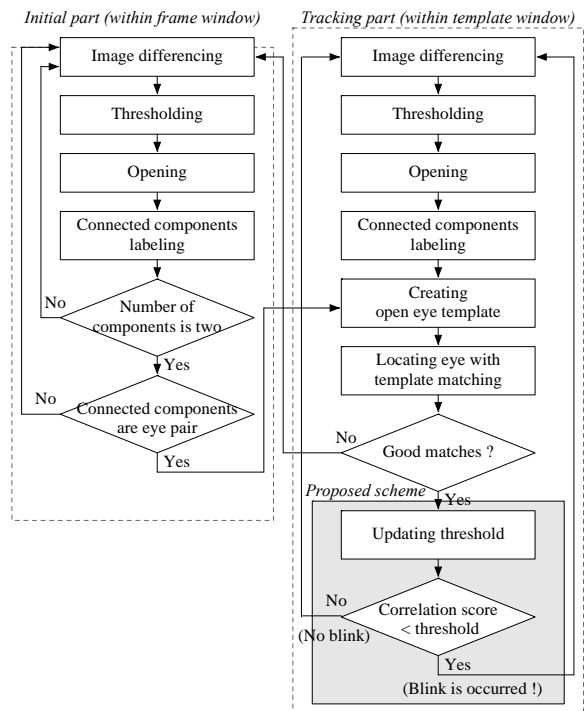 Initial part (within frame window)
Image differencing
Thresholding
Opening
Connected components
labeling
No
Number of
components is two
Yes
No
Connected components
are eye pair
Yes
Tracking part (within template window)
Image differencing
Thresholding
Opening
Connected components
labeling
Creating
open eye template
Locating eye with
template matching
No
Good matches ?
Yes
Proposed scheme
Updating threshold
No
Correlation score
< threshold
(No blink)
Yes
(Blink is occurred !)